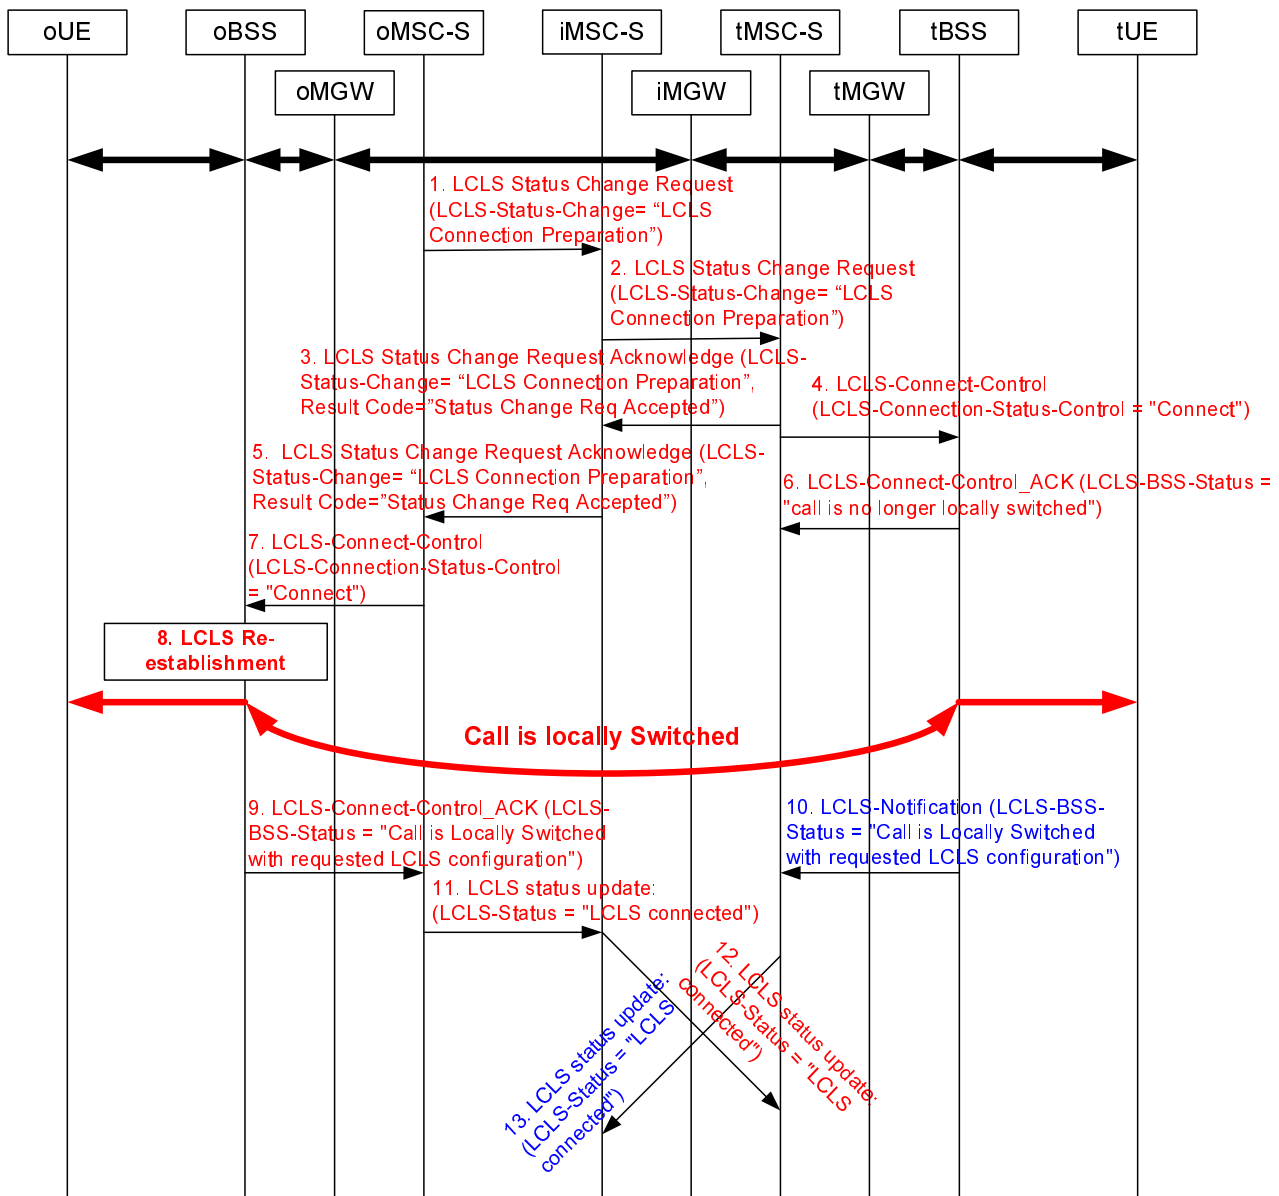 oUE
oBSS
oMSC-S
iMSC-S
tMSC-S
tBSS
tUE
oMGW
iMGW
tMGW
1. LCLS Status Change Request
(LCLS-Status-Change= “LCLS
Connection Preparation”)
2. LCLS Status Change Request
(LCLS-Status-Change= “LCLS
Connection Preparation”)
3. LCLS Status Change Request Acknowledge (LCLS-
Status-Change= “LCLS Connection Preparation”,
Result Code=”Status Change Req Accepted”)
4. LCLS-Connect-Control
(LCLS-Connection-Status-Control = "Connect")
5.  LCLS Status Change Request Acknowledge (LCLS-
Status-Change= “LCLS Connection Preparation”,
Result Code=”Status Change Req Accepted”)
6. LCLS-Connect-Control_ACK (LCLS-BSS-Status =
"call is no longer locally switched")
7. LCLS-Connect-Control
(LCLS-Connection-Status-Control
= "Connect")
8. LCLS Re-
establishment
Call is locally Switched
9. LCLS-Connect-Control_ACK (LCLS-
BSS-Status = "Call is Locally Switched
with requested LCLS configuration")
10. LCLS-Notification (LCLS-BSS-
Status = "Call is Locally Switched
with requested LCLS configuration")
11. LCLS status update:
(LCLS-Status = "LCLS connected")
12. LCLS status update:
(LCLS-Status = "LCLS
connected")
13. LCLS status update:
(LCLS-Status = "LCLS
connected")